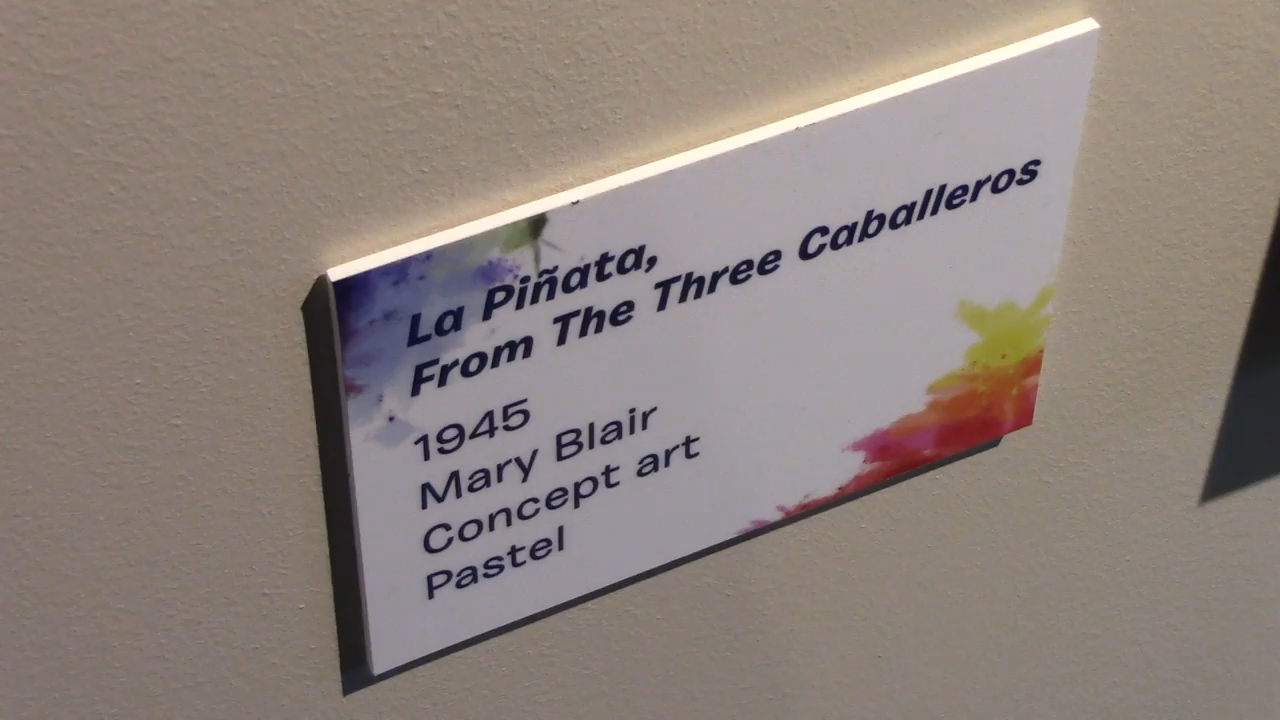 La Piñata,
From The Three Caballeros
1945
Mary Blair
Concept art
Pastel